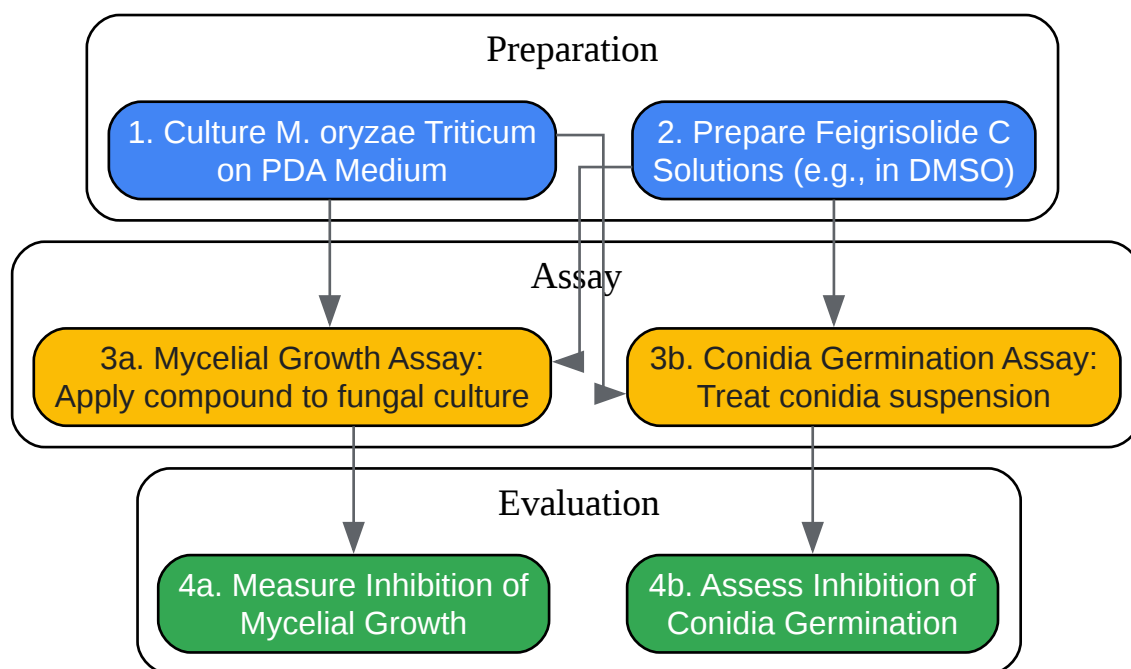 Preparation
1. Culture M. oryzae Triticum
on PDA Medium
2. Prepare Feigrisolide C
Solutions (e.g., in DMSO)
Assay
3a. Mycelial Growth Assay:
Apply compound to fungal culture
3b. Conidia Germination Assay:
Treat conidia suspension
Evaluation
4a. Measure Inhibition of
Mycelial Growth
4b. Assess Inhibition of
Conidia Germination